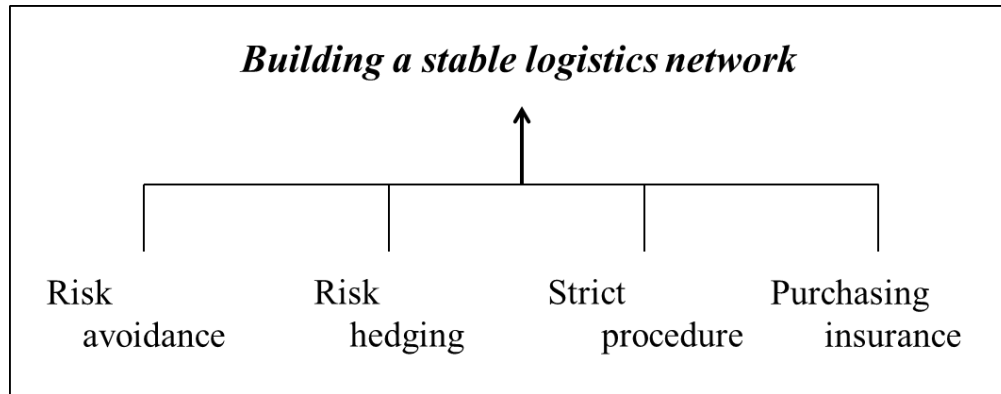 Building a stable logistics network
Risk
avoidance
Risk
hedging
Strict
procedure
Purchasing
insurance